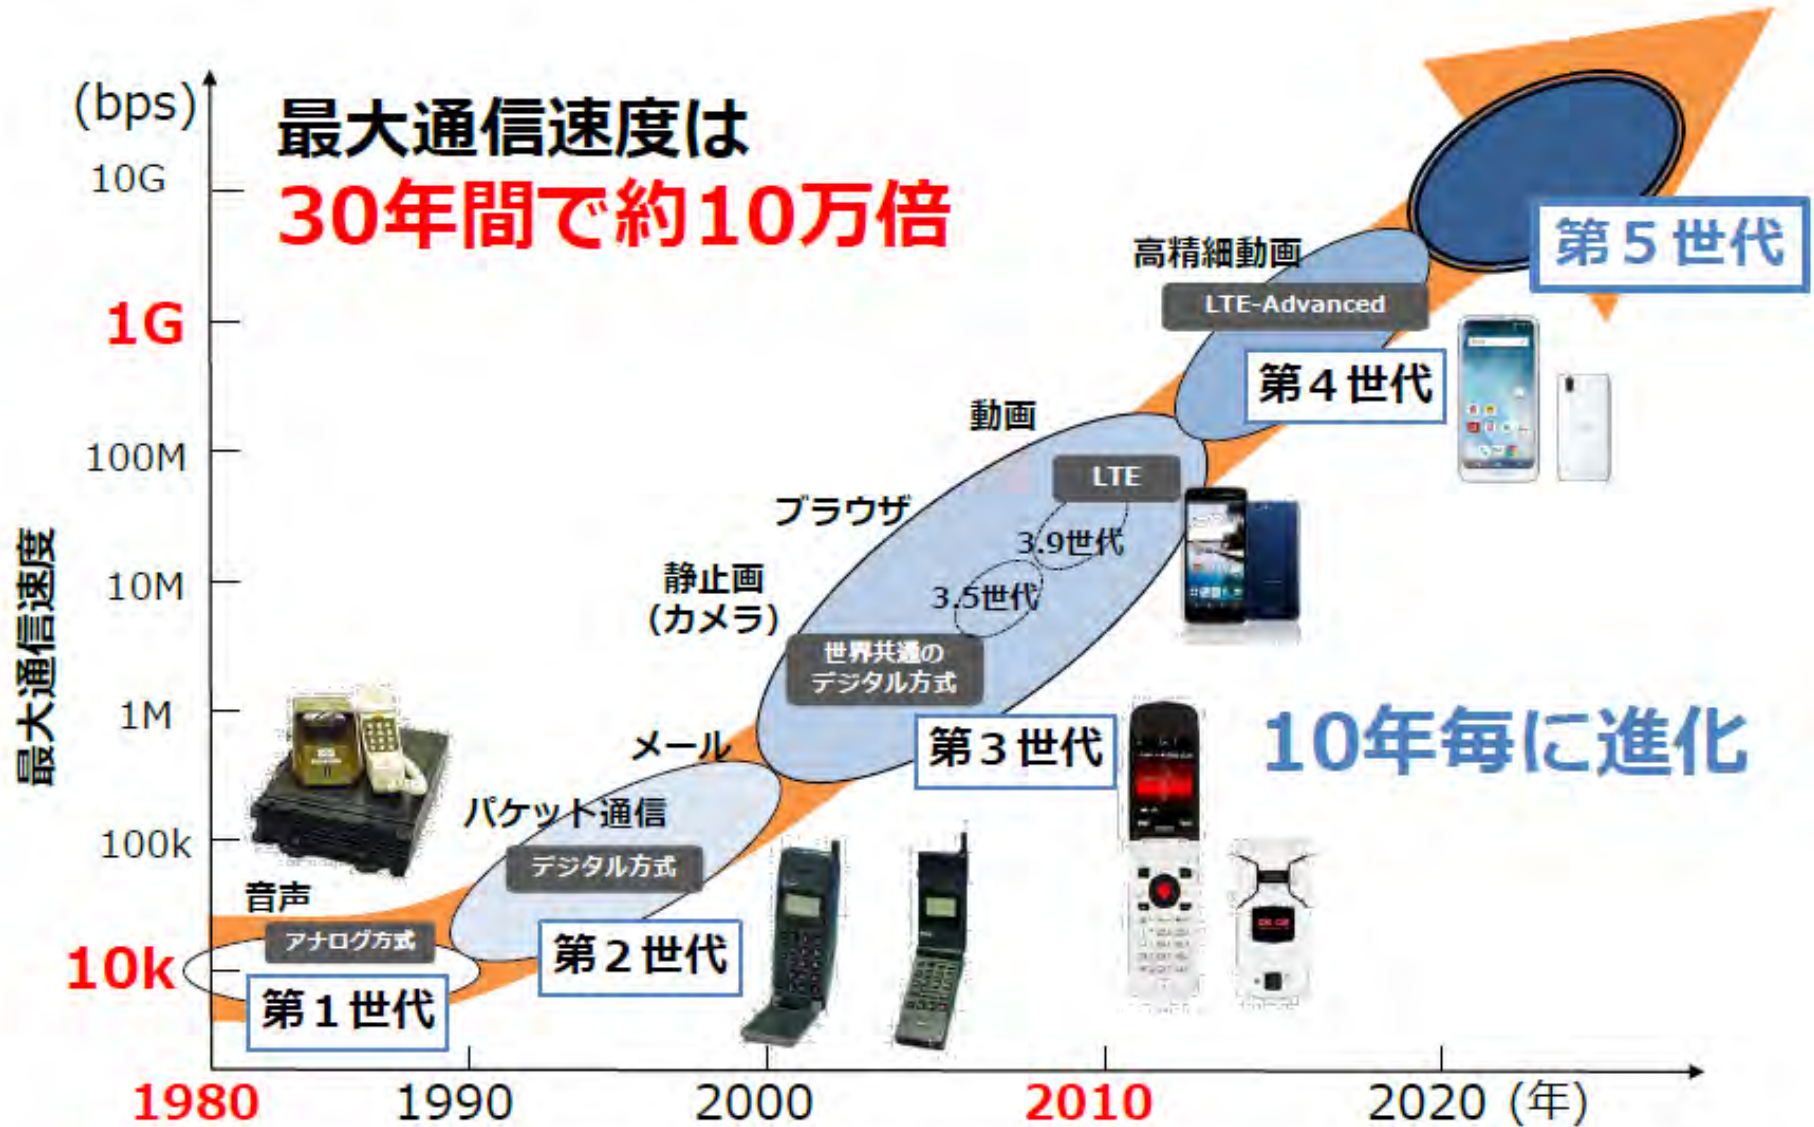 (bps)
最大通信速度は
30年間で約10万倍
10G
1G
100M
10M
1M
100k
10k
最大通信速度
第５世代
高精細動画
LTE-Advanced
第４世代
動画
LTE
ブラウザ
3.9世代
静止画
（カメラ）
3.5世代
世界共通の
デジタル方式
第３世代
10年毎に進化
メール
パケット通信
デジタル方式
第２世代
音声
アナログ方式
第１世代
1980
1990
2000
2010
2020 (年)